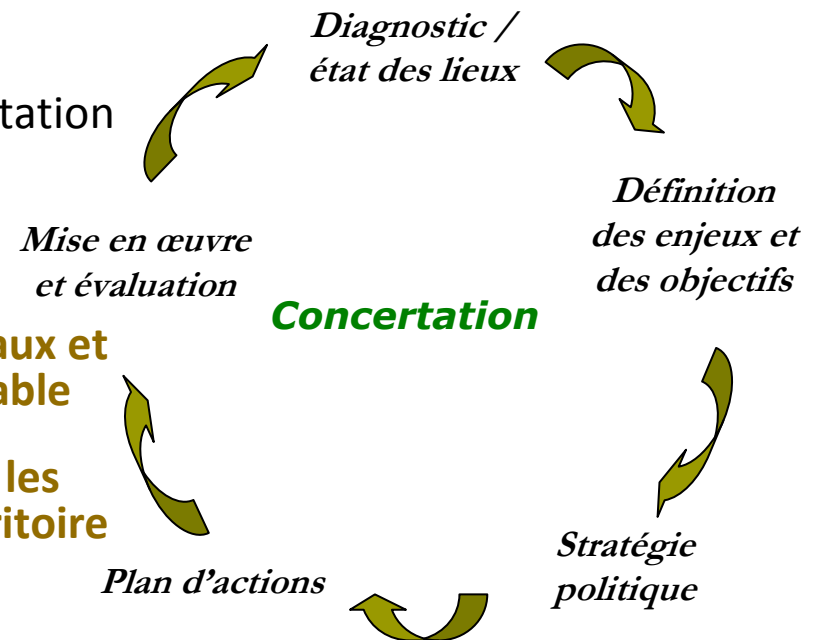 Diagnostic /
état des lieux
Définition
des enjeux et
des objectifs
Stratégie
politique
Plan d’actions
Mise en œuvre
et évaluation
Concertation
tation
aux et
able
les
ritoire